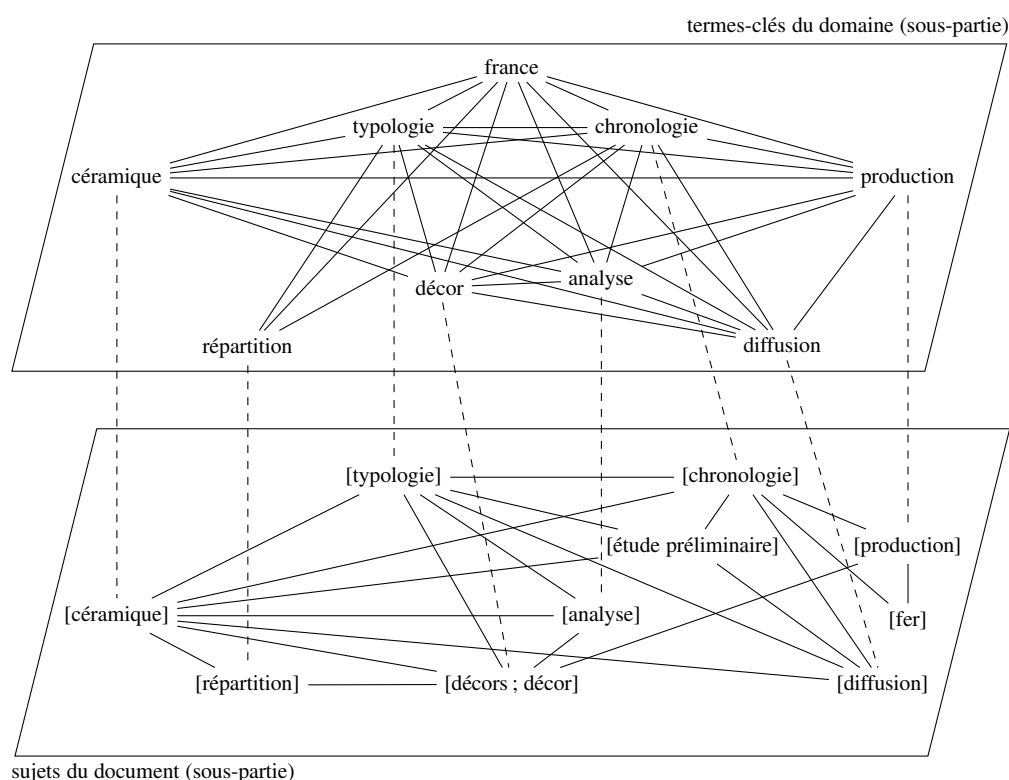 termes-clés du domaine (sous-partie)
france
typologie
chronologie
céramique
production
décor
analyse
répartition
diffusion
[typologie]
[chronologie]
[étude préliminaire]
[production]
[céramique]
[analyse]
[fer]
[répartition]
[décors ; décor]
[diffusion]
sujets du document (sous-partie)